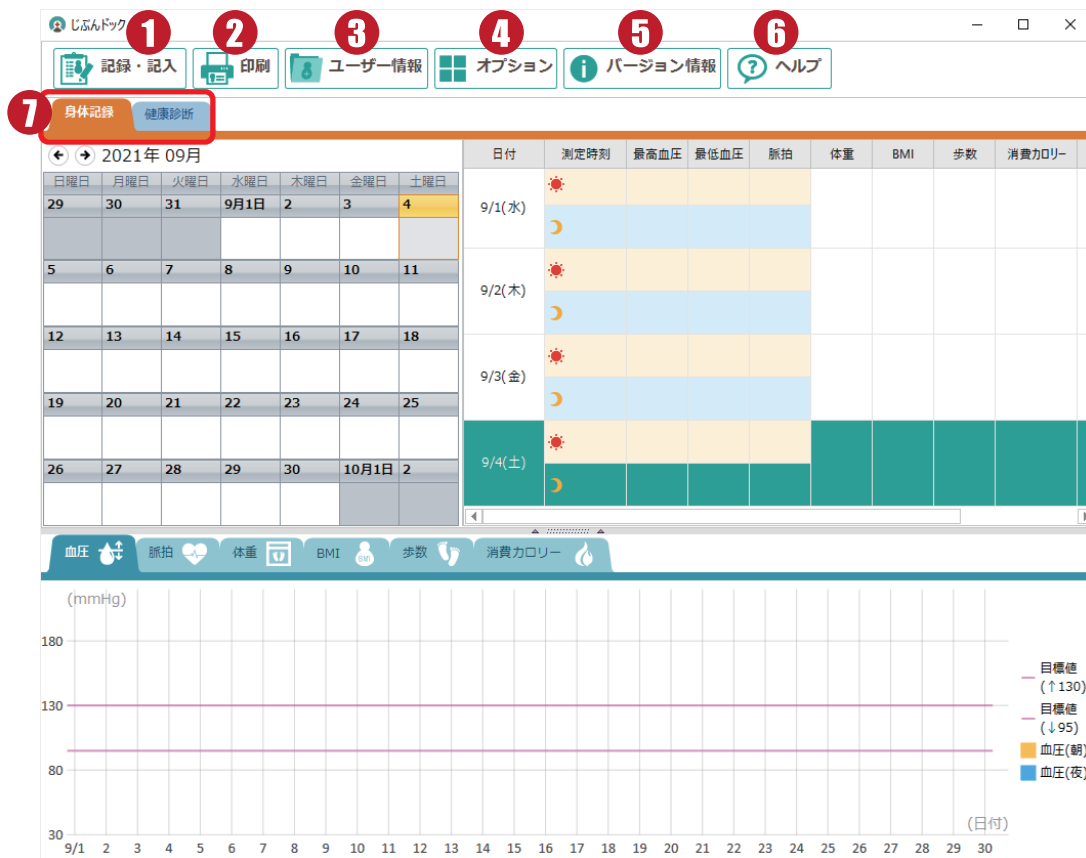 じぶんドック
1 2 3 4 5 6
記録・記入 印刷 ユーザー情報 オプション バージョン情報 ヘルプ
7 身体記録 健康診断
2021年 09月
日曜日 月曜日 火曜日 水曜日 木曜日 金曜日 土曜日
29 30 31 9月1日 2 3 4
5 6 7 8 9 10 11
12 13 14 15 16 17 18
19 20 21 22 23 24 25
26 27 28 29 30 10月1日 2
日付 測定時刻 最高血圧 最低血圧 脈拍 体重 BMI 歩数 消費カロリー
9/1(水)
9/2(木)
9/3(金)
9/4(土)
血圧 脈拍 体重 BMI BMI 歩数 消費カロリー
(mmHg)
180
130
80
30
目標値
(↑130)
目標値
(↓95)
血圧(朝)
血圧(夜)
(日付)
9/1 2 3 4 5 6 7 8 9 10 11 12 13 14 15 16 17 18 19 20 21 22 23 24 25 26 27 28 29 30